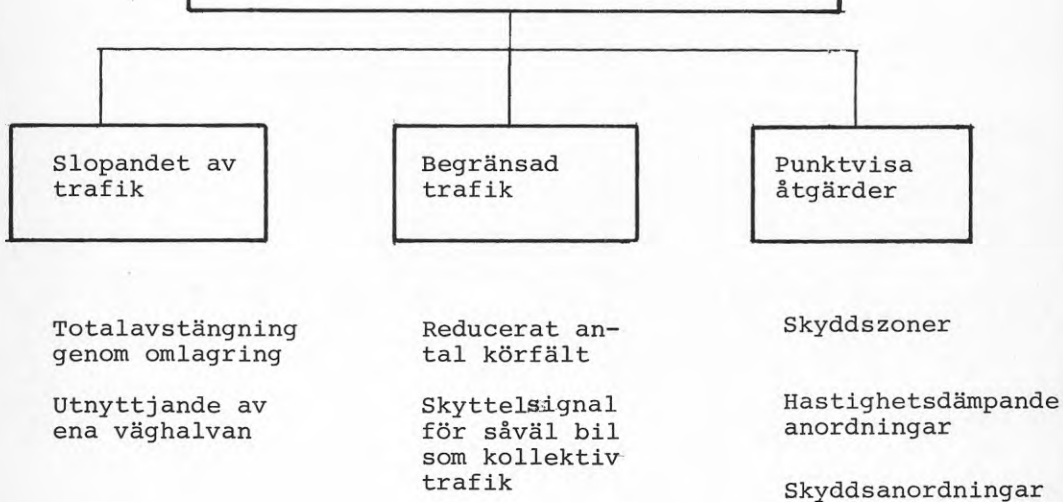 Slopandet av
trafik
Begränsad
trafik
Punktvisa
åtgärder
Totalavstängning
genom omlagring
Utnyttjande av
ena väghalvan
Reducerat an-
tal körfält
Skyttelsignal
för såväl bil
som kollektiv
trafik
Skyddszoner
Hastighetsdämpande
anordningar
Skyddsanordningar